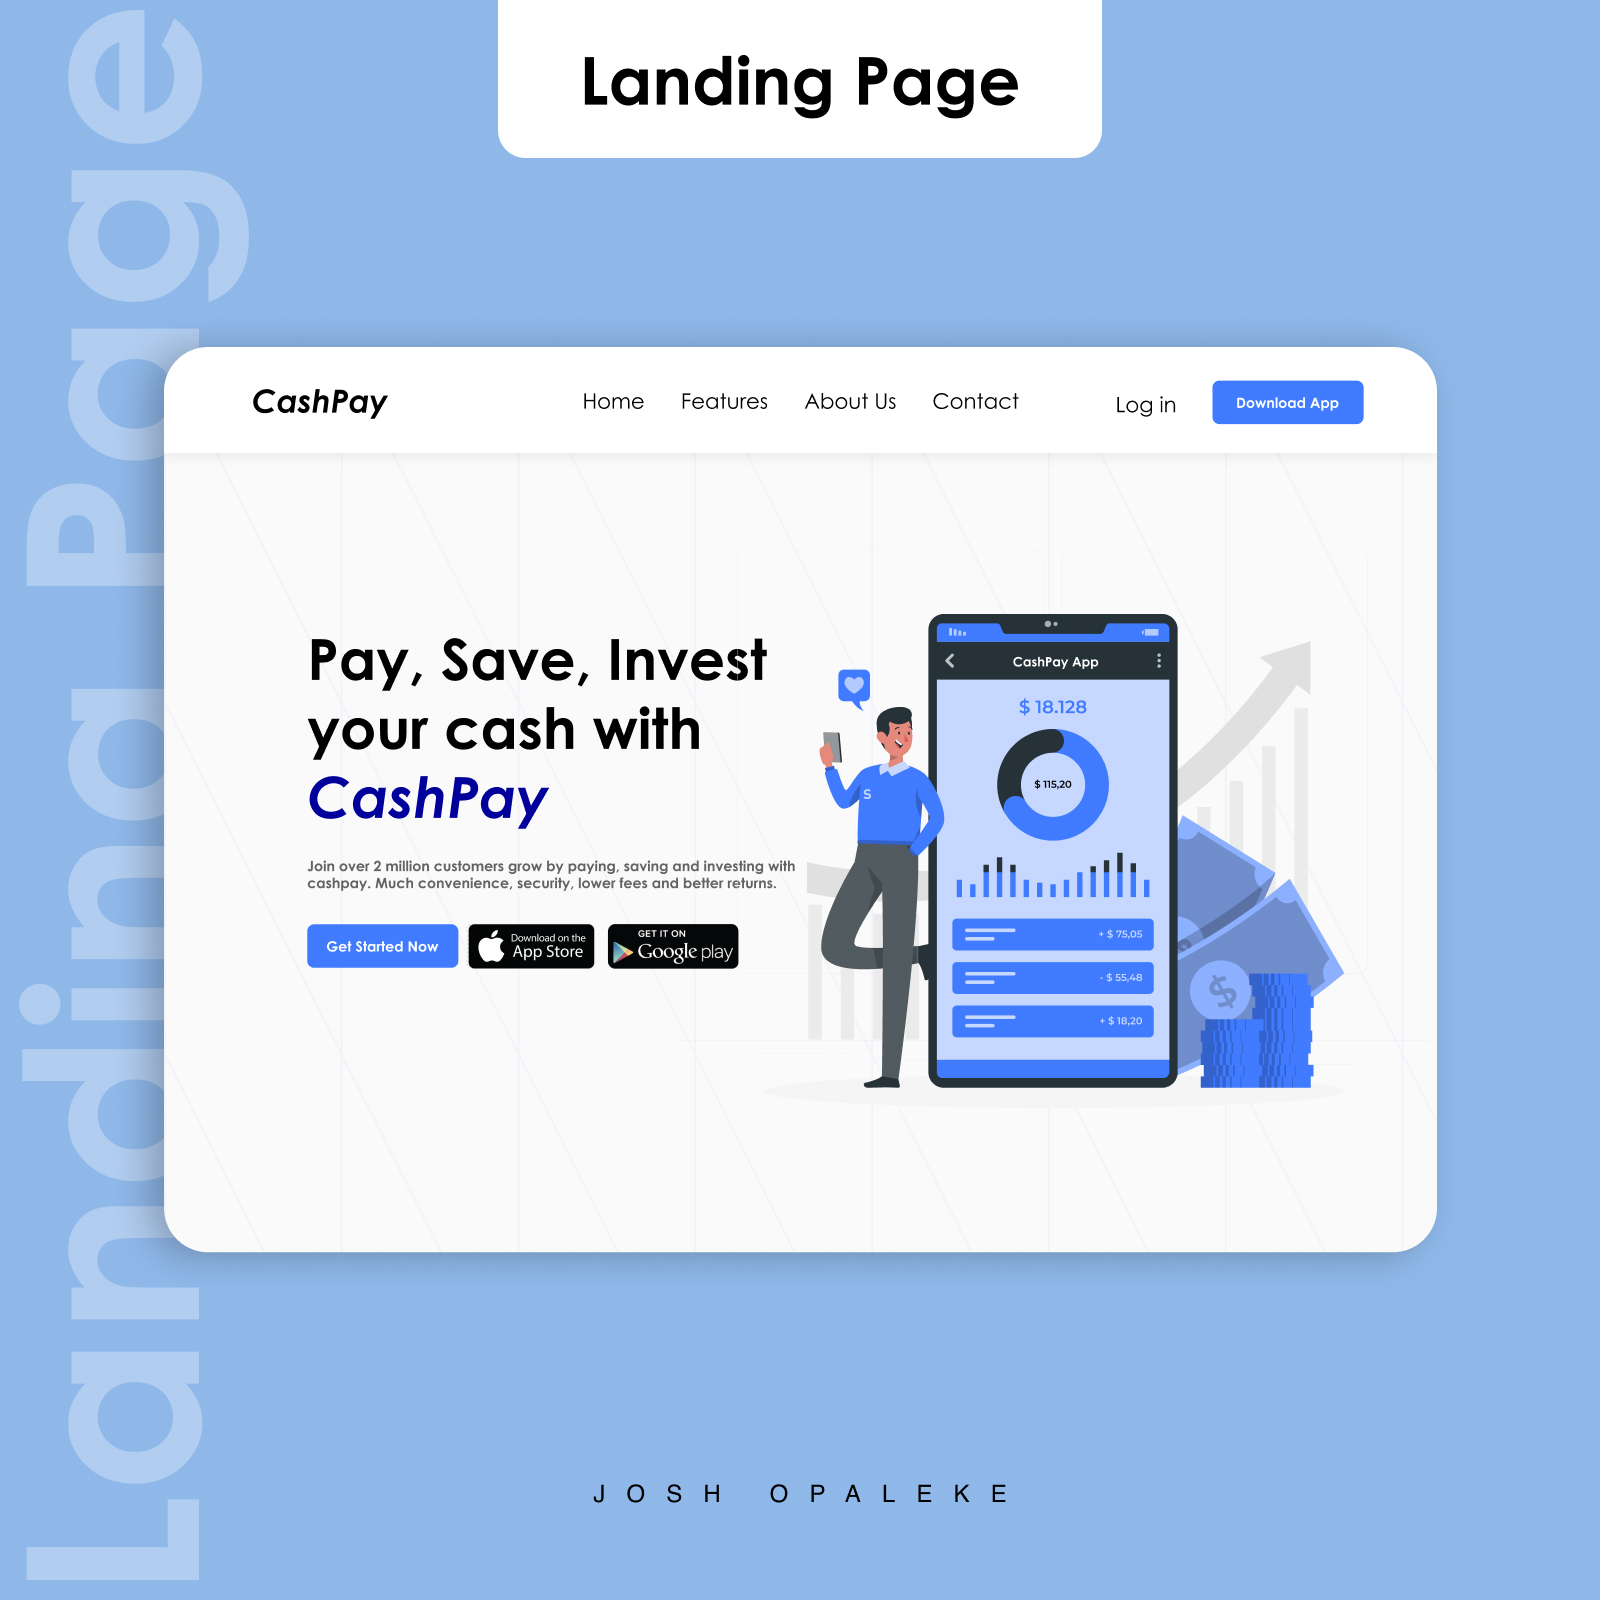 Landing Page
Landing Page
CashPay
Home
Features
About Us
Contact
Log in
Download App
Pay, Save, Invest
your cash with
CashPay
Join over 2 million customers grow by paying, saving and investing with
cashpay. Much convenience, security, lower fees and better returns.
Get Started Now
Download on the
App Store
GET IT ON
Google play
S
CashPay App
$ 18.128
$ 115,20
+ $ 75,05
- $ 55,48
+ $ 18,20
$
JOSH OPALEKE